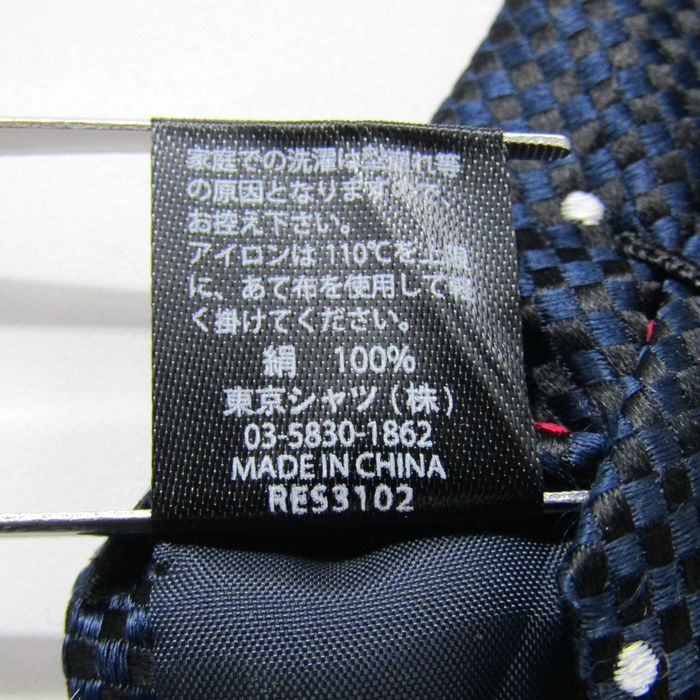 家庭での洗濯は型崩れ等
の原因となりますので、
お控え下さい。
アイロンは110℃を上限
に、あて布を使用して軽
く掛けてください。
絹 100%
東京シャツ(株)
03-5830-1862
MADE IN CHINA
RES3102